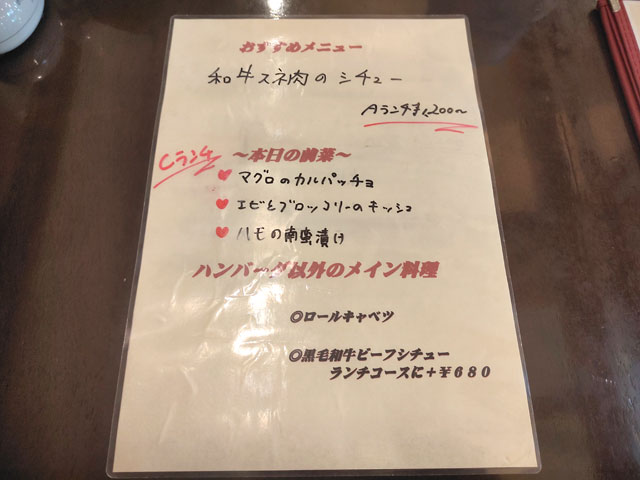 おすすめメニュー
和牛スネ肉のシチュー
Aランチ ¥1,200〜
Cランチ
〜本日の前菜〜
♥ マグロのカルパッチョ
♥ エビとブロッコリーのキッシュ
♥ ハモの南蛮漬け
ハンバーグ以外のメイン料理
◎ロールキャベツ
◎黒毛和牛ビーフシチュー
ランチコースに+¥680